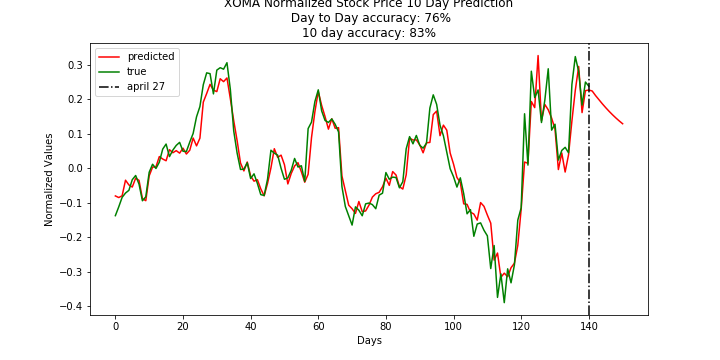 XOMA Normalized Stock Price 10 Day Prediction
Day to Day accuracy: 76%
10 day accuracy: 83%
predicted
true
april 27
Normalized Values
0.3
0.2
0.1
0.0
−0.1
−0.2
−0.3
−0.4
0 20 40 60 80 100 120 140
Days